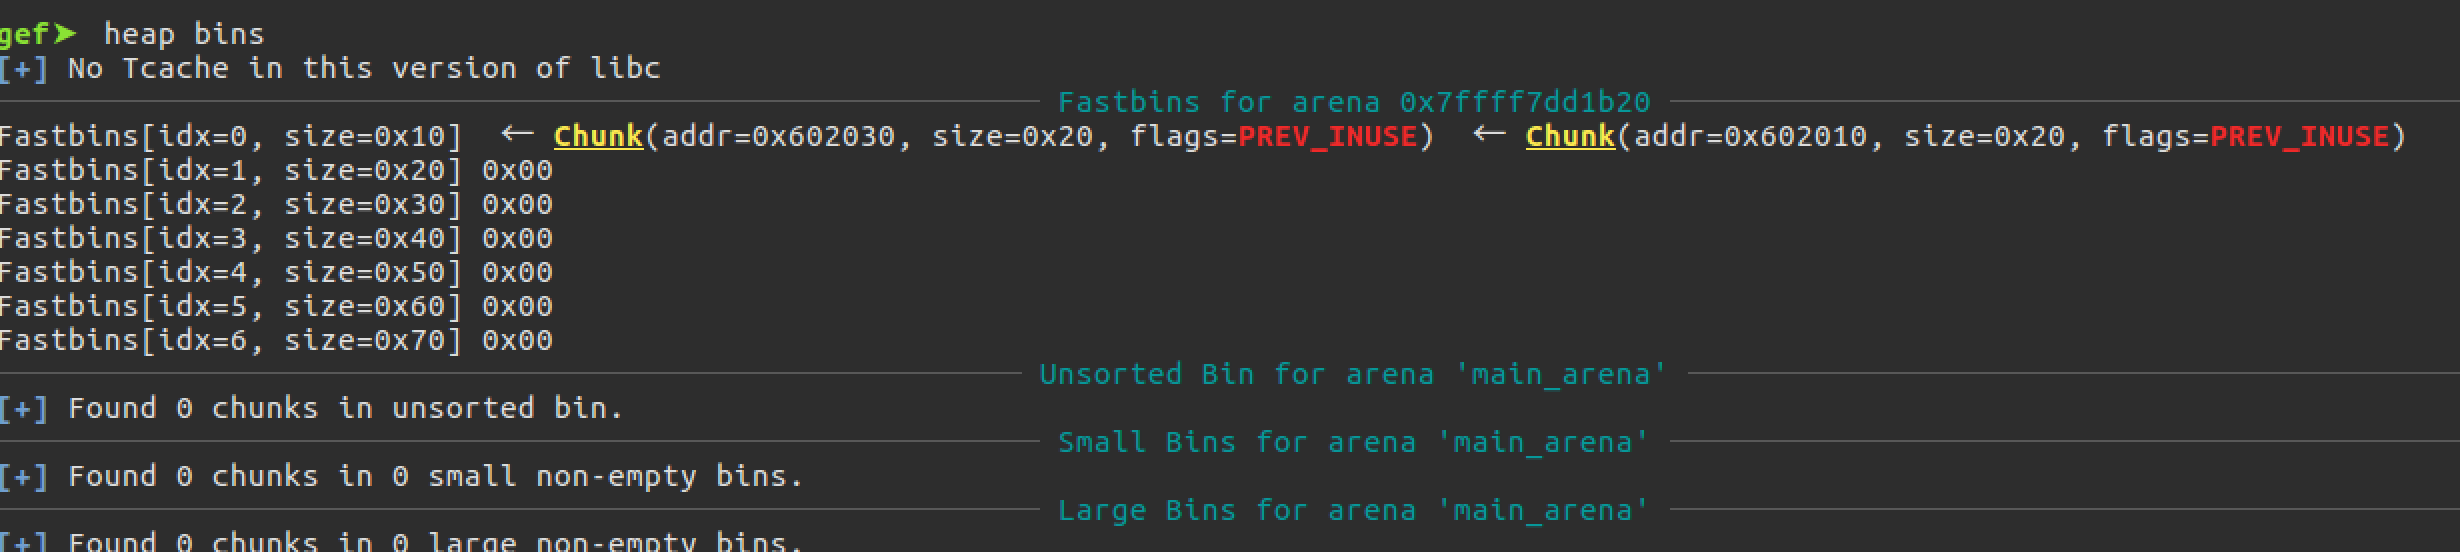 gef➤ heap bins
[+] No Tcache in this version of libc
Fastbins for arena 0x7ffff7dd1b20
Fastbins[idx=0, size=0x10] ← Chunk(addr=0x602030, size=0x20, flags=PREV_INUSE) ← Chunk(addr=0x602010, size=0x20, flags=PREV_INUSE)
Fastbins[idx=1, size=0x20] 0x00
Fastbins[idx=2, size=0x30] 0x00
Fastbins[idx=3, size=0x40] 0x00
Fastbins[idx=4, size=0x50] 0x00
Fastbins[idx=5, size=0x60] 0x00
Fastbins[idx=6, size=0x70] 0x00
Unsorted Bin for arena 'main_arena'
[+] Found 0 chunks in unsorted bin.
Small Bins for arena 'main_arena'
[+] Found 0 chunks in 0 small non-empty bins.
Large Bins for arena 'main_arena'
[+] Found 0 chunks in 0 large non-empty bins.